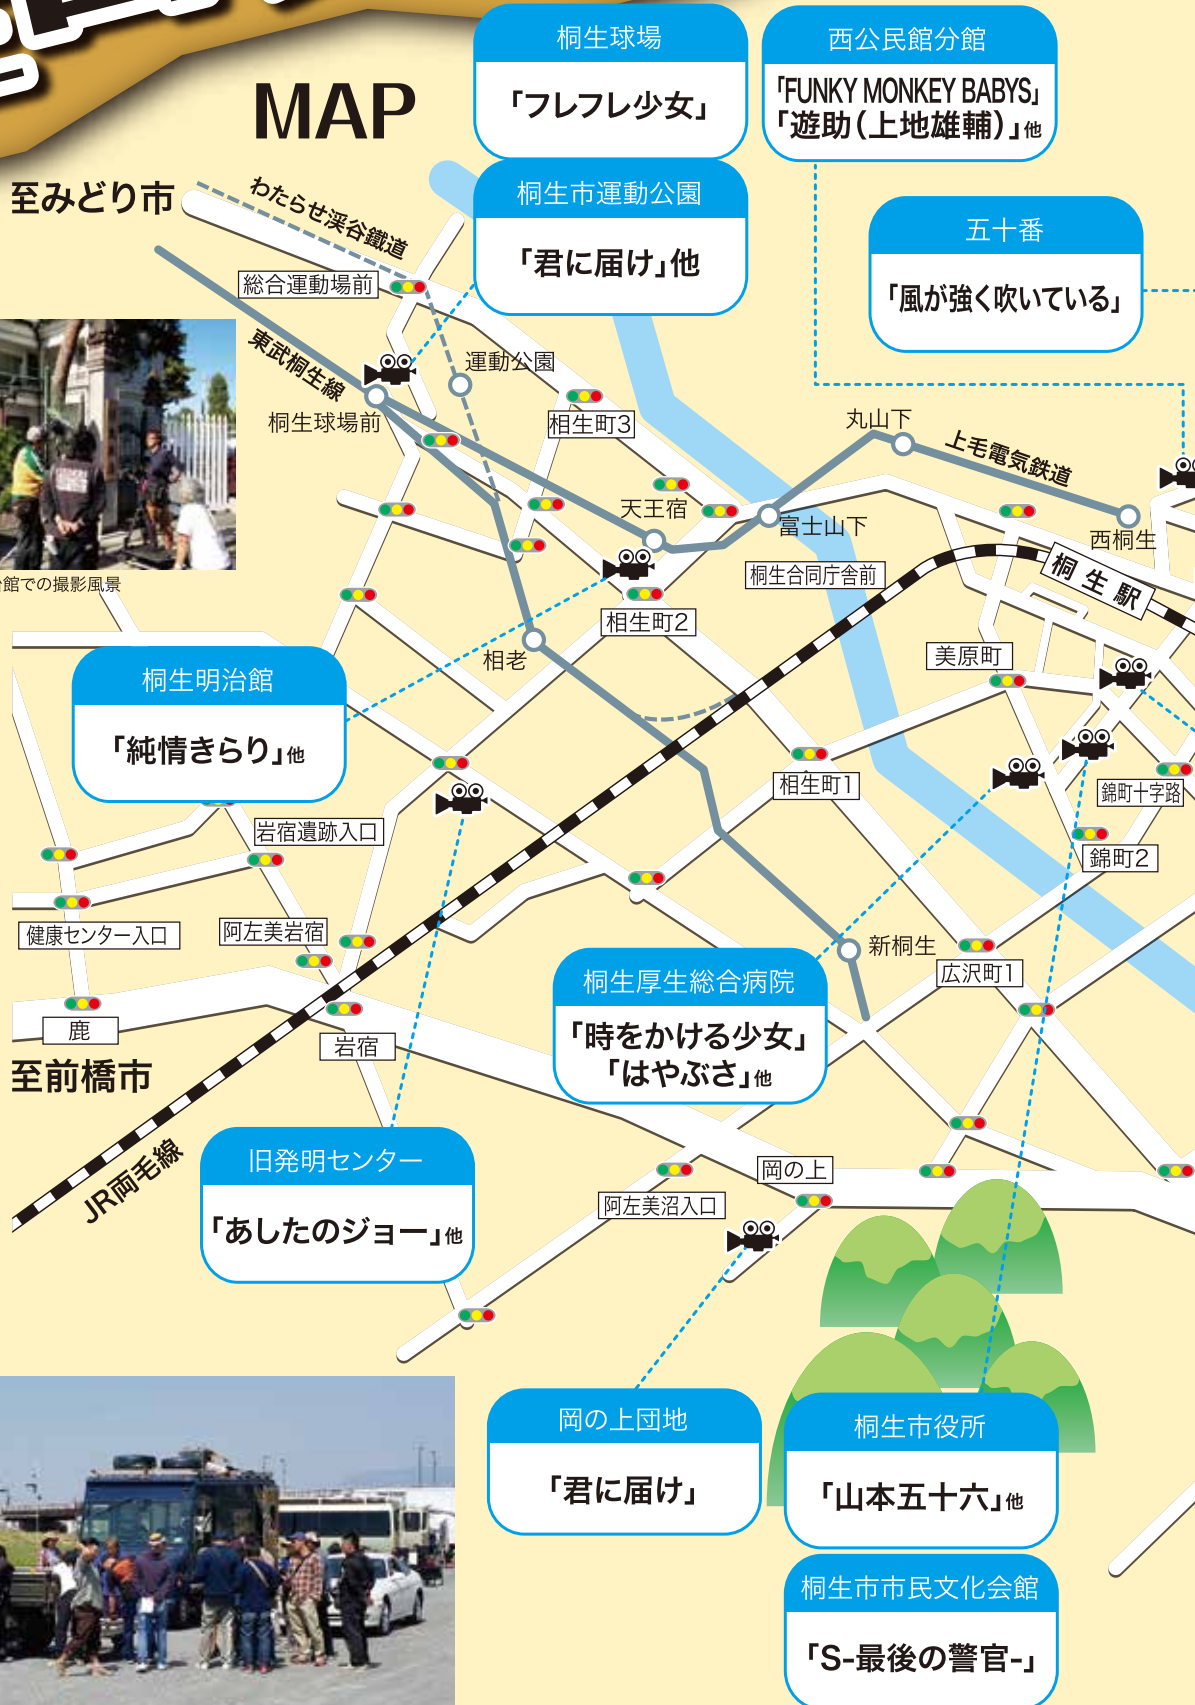 MAP
桐生球場
「フレフレ少女」
西公民館分館
「FUNKY MONKEY BABYS」
「遊助（上地雄輔）」他
至みどり市
わたらせ渓谷鐵道
桐生市運動公園
「君に届け」他
五十番
「風が強く吹いている」
総合運動場前
東武桐生線
運動公園
桐生球場前
相生町3
丸山下
上毛電気鉄道
天王宿
富士山下
西桐生
桐生合同庁舎前
桐生駅
治館での撮影風景
相生町2
相老
美原町
桐生明治館
「純情きらり」他
相生町1
錦町十字路
岩宿遺跡入口
錦町2
健康センター入口
阿左美岩宿
新桐生
広沢町1
桐生厚生総合病院
「時をかける少女」
「はやぶさ」他
鹿
岩宿
至前橋市
JR両毛線
旧発明センター
「あしたのジョー」他
岡の上
阿左美沼入口
岡の上団地
「君に届け」
桐生市役所
「山本五十六」他
桐生市市民文化会館
「S-最後の警官-」